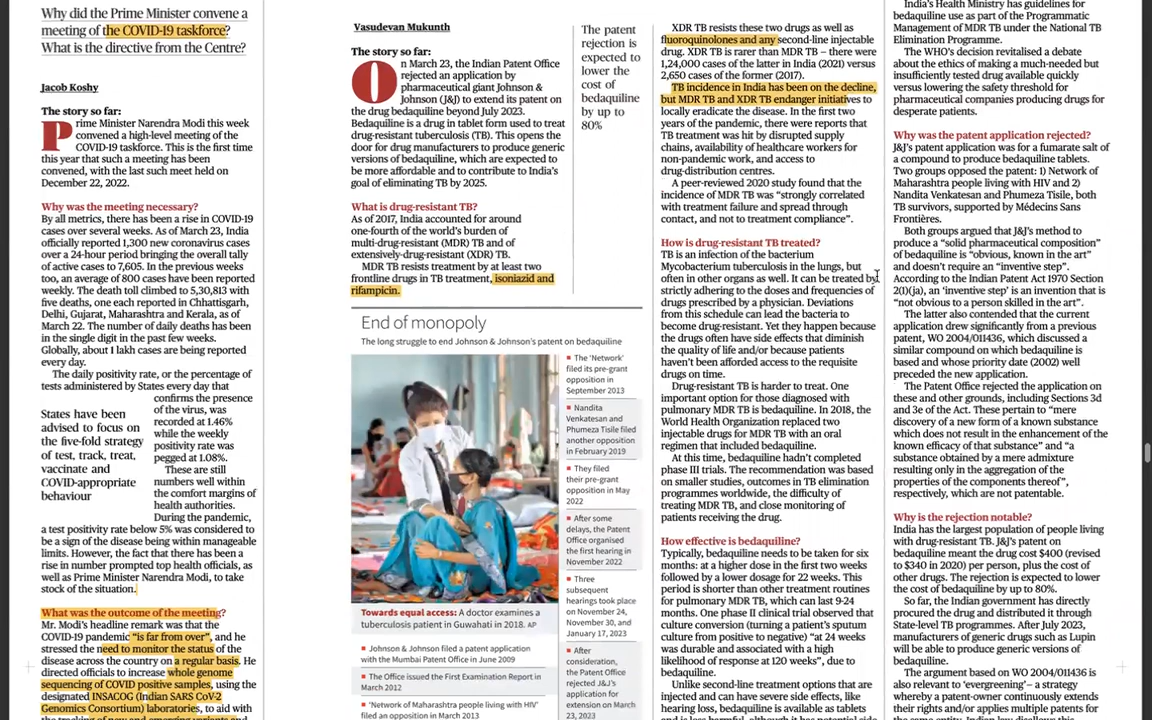 Why did the Prime Minister convene a
meeting of the COVID-19 taskforce?
What is the directive from the Centre?
Jacob Koshy
The story so far:
Prime Minister Narendra Modi this week
convened a high-level meeting of the
COVID-19 taskforce. This is the first time
this year that such a meeting has been
convened, with the last such meet held on
December 22, 2022.
Why was the meeting necessary?
By all metrics, there has been a rise in COVID-19
cases over several weeks. As of March 23, India
officially reported 1,300 new coronavirus cases
over a 24-hour period bringing the overall tally
of active cases to 7,605. In the previous weeks
too, an average of 800 cases have been reported
weekly. The death toll climbed to 5,30,813 with
five deaths, one each reported in Chhattisgarh,
Delhi, Gujarat, Maharashtra and Kerala, as of
March 22. The number of daily deaths has been
in the single digit in the past few weeks.
Globally, about 1 lakh cases are being reported
every day.
The daily positivity rate, or the percentage of
tests administered by States every day that
confirms the presence
of the virus, was
recorded at 1.46%
while the weekly
positivity rate was
pegged at 1.08%.
These are still
numbers well within
the comfort margins of
health authorities.
During the pandemic,
States have been
advised to focus on
the five-fold strategy
of test, track, treat,
vaccinate and
COVID-appropriate
behaviour
a test positivity rate below 5% was considered to
be a sign of the disease being within manageable
limits. However, the fact that there has been a
rise in number prompted top health officials, as
well as Prime Minister Narendra Modi, to take
stock of the situation.
What was the outcome of the meeting?
Mr. Modi's headline remark was that the
COVID-19 pandemic "is far from over", and he
stressed the need to monitor the status of the
disease across the country on a regular basis. He
directed officials to increase whole genome
sequencing of COVID positive samples, using the
designated INSACOG (Indian SARS CoV-2
Genomics Consortium) laboratories, to aid with
the tracking of new and emerging variants and
Vasudevan Mukunth
The story so far:
On March 23, the Indian Patent Office
rejected an application by
pharmaceutical giant Johnson &
Johnson (J&J) to extend its patent on
the drug bedaquiline beyond July 2023.
Bedaquiline is a drug in tablet form used to treat
drug-resistant tuberculosis (TB). This opens the
door for drug manufacturers to produce generic
versions of bedaquiline, which are expected to
be more affordable and to contribute to India's
goal of eliminating TB by 2025.
What is drug-resistant TB?
As of 2017, India accounted for around
one-fourth of the world's burden of
multi-drug-resistant (MDR) TB and of
extensively-drug-resistant (XDR) TB.
MDR TB resists treatment by at least two
frontline drugs in TB treatment, isoniazid and
rifampicin.
The patent
rejection is
expected to
lower the
cost of
bedaquiline
by up to
80%
End of monopoly
The long struggle to end Johnson & Johnson's patent on bedaquiline
Towards equal access: A doctor examines a
tuberculosis patient in Guwahati in 2018. AP
■ Johnson & Johnson filed a patent application
with the Mumbai Patent Office in June 2009
■ The Office issued the First Examination Report in
March 2012
■ 'Network of Maharashtra people living with HIV'
filed an opposition in March 2013
■ The 'Network'
filed its pre-grant
opposition in
September 2013
■ Nandita
Venkatesan and
Phumeza Tisile filed
another opposition
in February 2019
■ They filed
their pre-grant
opposition in May
2022
■ After some
delays, the Patent
Office organised
the first hearing in
November 2022
■ Three
subsequent
hearings took place
on November 24,
November 30, and
January 17, 2023
■ After
consideration,
the Patent Office
rejected J&J's
application for
extension on March
23, 2023
XDR TB resists these two drugs as well as
fluoroquinolones and any second-line injectable
drug. XDR TB is rarer than MDR TB – there were
1,24,000 cases of the latter in India (2021) versus
2,650 cases of the former (2017).
TB incidence in India has been on the decline,
but MDR TB and XDR TB endanger initiatives to
locally eradicate the disease. In the first two
years of the pandemic, there were reports that
TB treatment was hit by disrupted supply
chains, availability of healthcare workers for
non-pandemic work, and access to
drug-distribution centres.
A peer-reviewed 2020 study found that the
incidence of MDR TB was "strongly correlated
with treatment failure and spread through
contact, and not to treatment compliance".
How is drug-resistant TB treated?
TB is an infection of the bacterium
Mycobacterium tuberculosis in the lungs, but
often in other organs as well. It can be treated by
strictly adhering to the doses and frequencies of
drugs prescribed by a physician. Deviations
from this schedule can lead the bacteria to
become drug-resistant. Yet they happen because
the drugs often have side effects that diminish
the quality of life and/or because patients
haven't been afforded access to the requisite
drugs on time.
Drug-resistant TB is harder to treat. One
important option for those diagnosed with
pulmonary MDR TB is bedaquiline. In 2018, the
World Health Organization replaced two
injectable drugs for MDR TB with an oral
regimen that included bedaquiline.
At this time, bedaquiline hadn't completed
phase III trials. The recommendation was based
on smaller studies, outcomes in TB elimination
programmes worldwide, the difficulty of
treating MDR TB, and close monitoring of
patients receiving the drug.
How effective is bedaquiline?
Typically, bedaquiline needs to be taken for six
months: at a higher dose in the first two weeks
followed by a lower dosage for 22 weeks. This
period is shorter than other treatment routines
for pulmonary MDR TB, which can last 9-24
months. One phase II clinical trial observed that
culture conversion (turning a patient's sputum
culture from positive to negative) "at 24 weeks
was durable and associated with a high
likelihood of response at 120 weeks", due to
bedaquiline.
Unlike second-line treatment options that are
injected and can have severe side effects, like
hearing loss, bedaquiline is available as tablets
India's Health Ministry has guidelines for
bedaquiline use as part of the Programmatic
Management of MDR TB under the National TB
Elimination Programme.
The WHO's decision revitalised a debate
about the ethics of making a much-needed but
insufficiently tested drug available quickly
versus lowering the safety threshold for
pharmaceutical companies producing drugs for
desperate patients.
Why was the patent application rejected?
J&J's patent application was for a fumarate salt of
a compound to produce bedaquiline tablets.
Two groups opposed the patent: 1) Network of
Maharashtra people living with HIV and 2)
Nandita Venkatesan and Phumeza Tisile, both
TB survivors, supported by Médecins Sans
Frontières.
Both groups argued that J&J's method to
produce a "solid pharmaceutical composition"
of bedaquiline is "obvious, known in the art"
and doesn't require an "inventive step".
According to the Indian Patent Act 1970 Section
2(1)(ja), an 'inventive step' is an invention that is
"not obvious to a person skilled in the art".
The latter also contended that the current
application drew significantly from a previous
patent, WO 2004/011436, which discussed a
similar compound on which bedaquiline is
based and whose priority date (2002) well
preceded the new application.
The Patent Office rejected the application on
these and other grounds, including Sections 3d
and 3e of the Act. These pertain to "mere
discovery of a new form of a known substance
which does not result in the enhancement of the
known efficacy of that substance" and "a
substance obtained by a mere admixture
resulting only in the aggregation of the
properties of the components thereof",
respectively, which are not patentable.
Why is the rejection notable?
India has the largest population of people living
with drug-resistant TB. J&J's patent on
bedaquiline meant the drug cost $400 (revised
to $340 in 2020) per person, plus the cost of
other drugs. The rejection is expected to lower
the cost of bedaquiline by up to 80%.
So far, the Indian government has directly
procured the drug and distributed it through
State-level TB programmes. After July 2023,
manufacturers of generic drugs such as Lupin
will be able to produce generic versions of
bedaquiline.
The argument based on WO 2004/011436 is
also relevant to 'evergreening' – a strategy
where a patent-owner continuously extends
their rights and/or applies multiple patents for